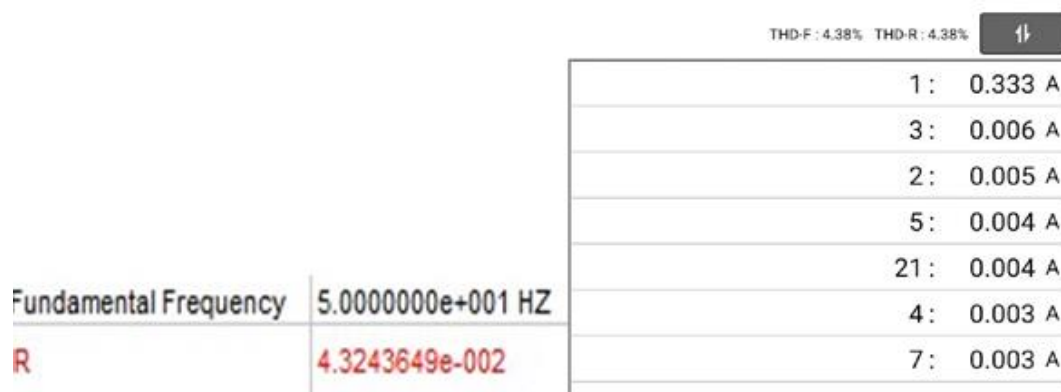 THD-F : 4.38% THD-R : 4.38%
1 : 0.333 A
3 : 0.006 A
2 : 0.005 A
5 : 0.004 A
21 : 0.004 A
4 : 0.003 A
7 : 0.003 A
Fundamental Frequency 5.0000000e+001 HZ
R 4.3243649e-002